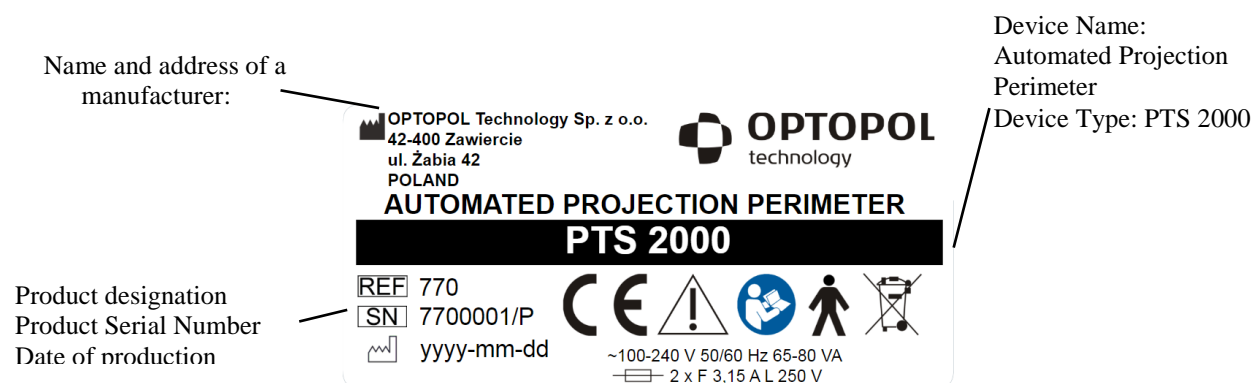 Name and address of a
manufacturer:
Device Name:
Automated Projection
Perimeter
Device Type: PTS 2000
OPTOPOL Technology Sp. z o.o.
42-400 Zawiercie
ul. Żabia 42
POLAND
OPTOPOL
technology
AUTOMATED PROJECTION PERIMETER
PTS 2000
Product designation
Product Serial Number
Date of production
REF 770
SN 7700001/P
yyyy-mm-dd
CE
~100-240 V 50/60 Hz 65-80 VA
2 x F 3,15 A L 250 V